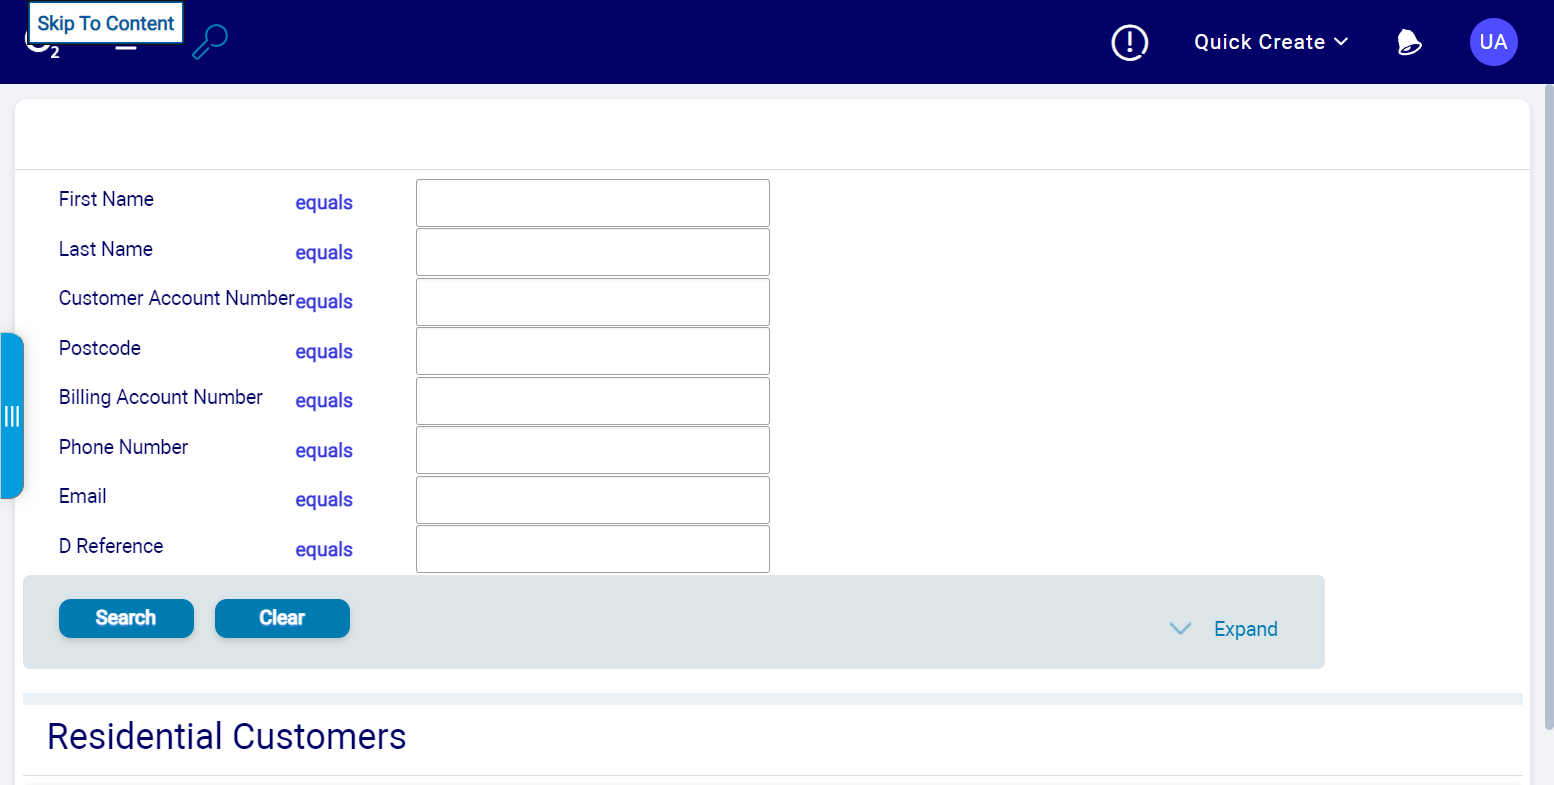 Skip To Content
2
Quick Create
UA
First Name equals
Last Name equals
Customer Account Number equals
Postcode equals
Billing Account Number equals
Phone Number equals
Email equals
D Reference equals
Search Clear
Expand
Residential Customers